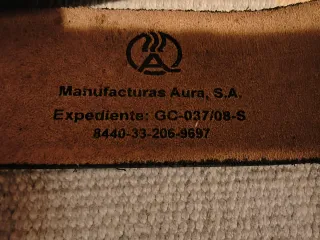 A
Manufacturas Aura, S.A.
Expediente: GC-037/08-S
8440-33-206-9697